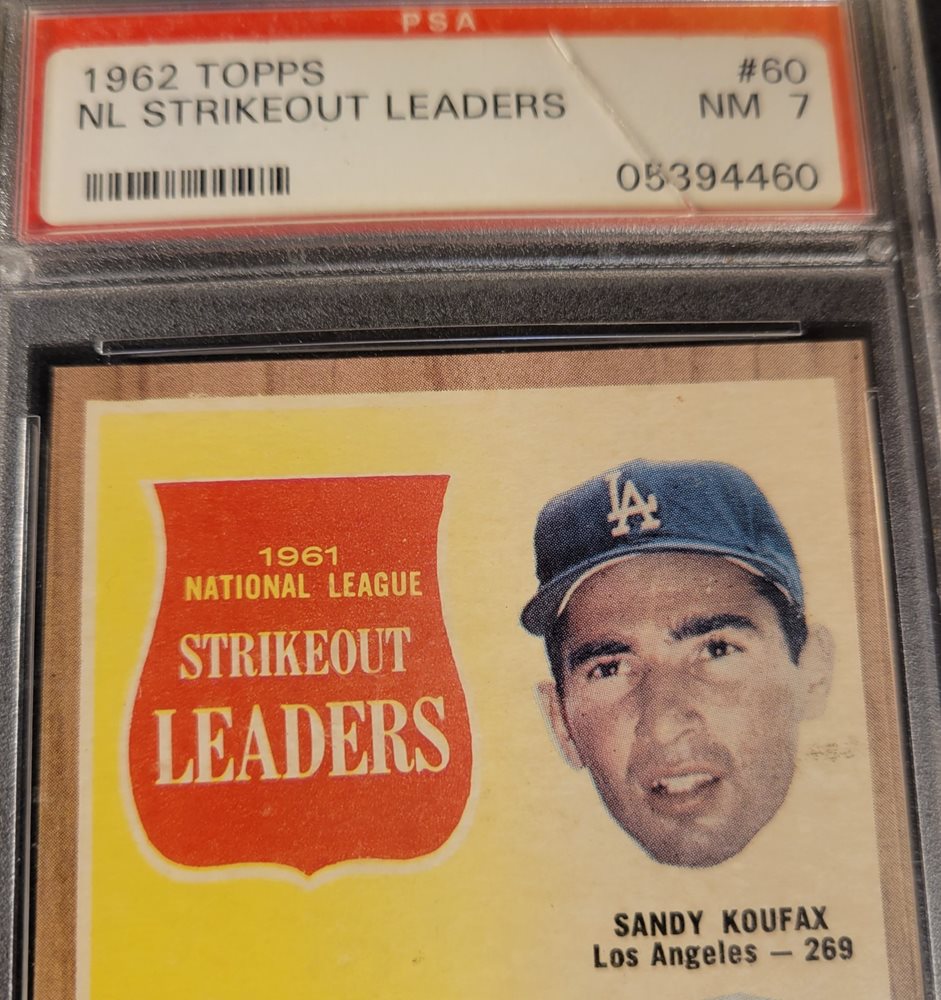 PSA
1962 TOPPS #60
NL STRIKEOUT LEADERS NM 7
05394460
LA
1961
NATIONAL LEAGUE
STRIKEOUT
LEADERS
SANDY KOUFAX
Los Angeles — 269